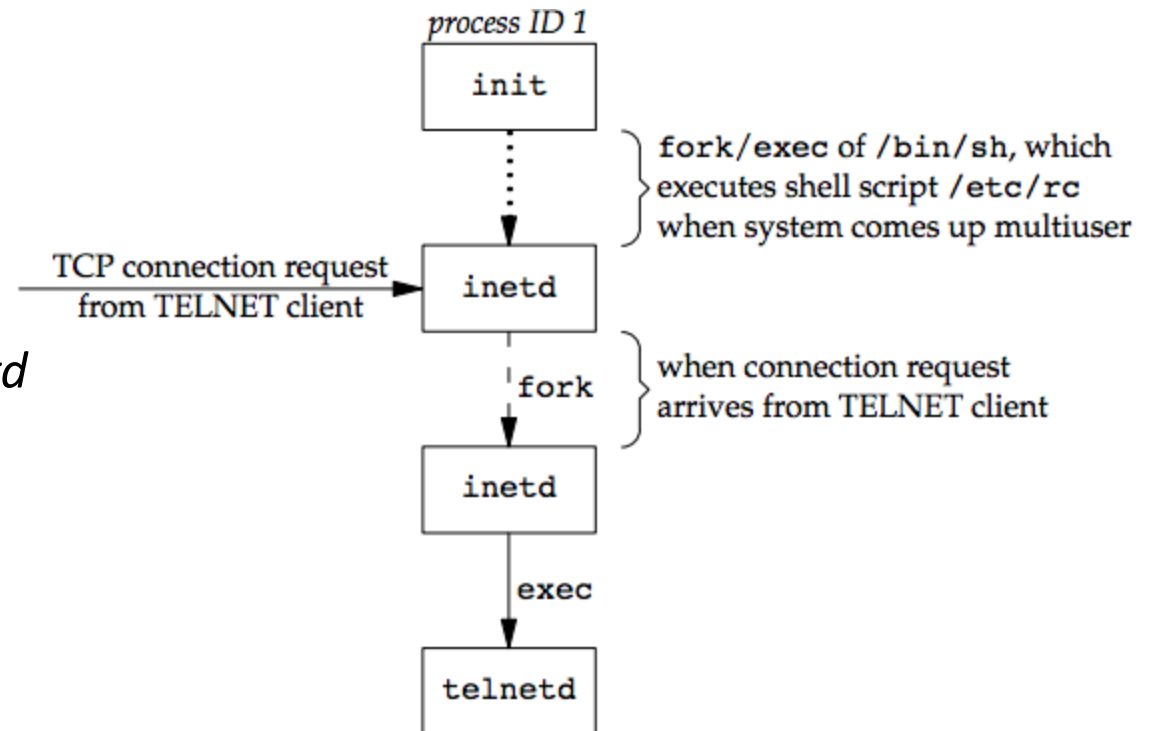 process ID 1
init
fork/exec of /bin/sh, which
executes shell script /etc/rc
when system comes up multiuser
TCP connection request
from TELNET client
inetd
fork
when connection request
arrives from TELNET client
inetd
exec
telnetd